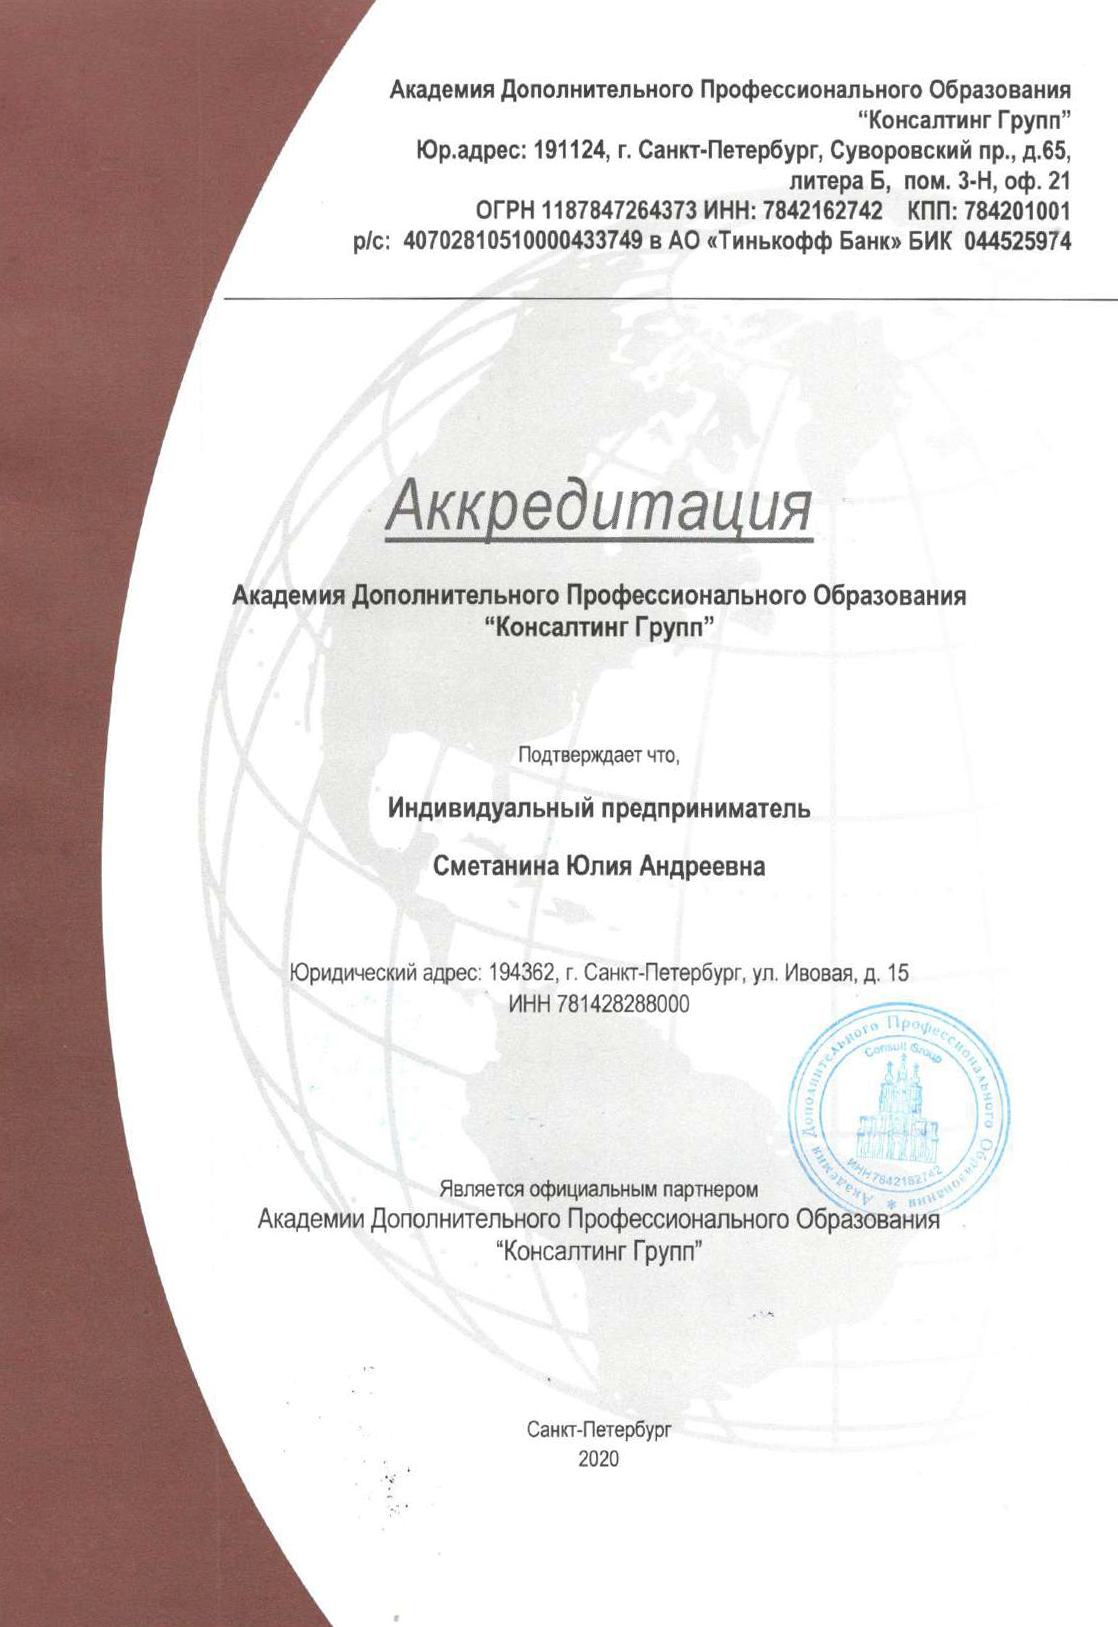 Академия Дополнительного Профессионального Образования
“Консалтинг Групп”
Юр.адрес: 191124, г. Санкт-Петербург, Суворовский пр., д.65,
литера Б, пом. 3-Н, оф. 21
ОГРН 1187847264373 ИНН: 7842162742 КПП: 784201001
р/с: 40702810510000433749 в АО «Тинькофф Банк» БИК 044525974
Аккредитация
Академия Дополнительного Профессионального Образования
“Консалтинг Групп”
Подтверждает что,
Индивидуальный предприниматель
Сметанина Юлия Андреевна
Юридический адрес: 194362, г. Санкт-Петербург, ул. Ивовая, д. 15
ИНН 781428288000
Академия Дополнительного Профессионального Образования *
Consult Group
ИНН 7842162742
Является официальным партнером
Академии Дополнительного Профессионального Образования
“Консалтинг Групп”
Санкт-Петербург
2020